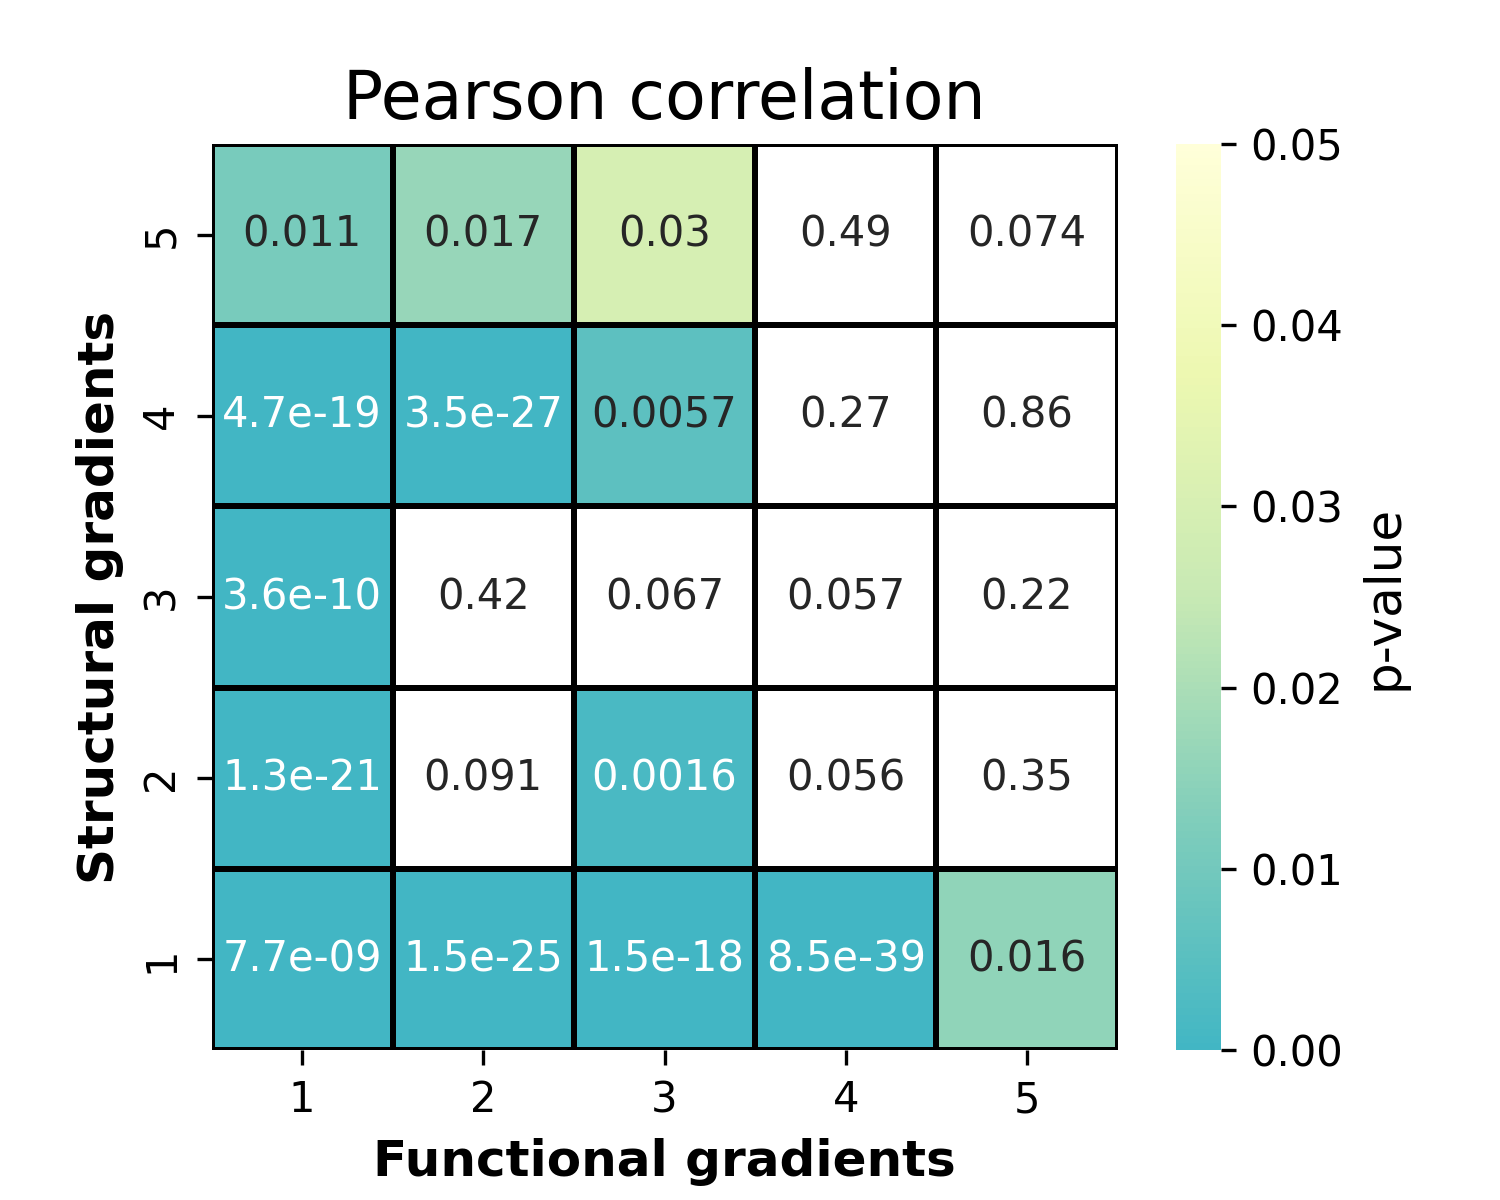 Pearson correlation
Structural gradients
5
0.011 0.017 0.03 0.49 0.074
4
4.7e-19 3.5e-27 0.0057 0.27 0.86
3
3.6e-10 0.42 0.067 0.057 0.22
2
1.3e-21 0.091 0.0016 0.056 0.35
1
7.7e-09 1.5e-25 1.5e-18 8.5e-39 0.016
1 2 3 4 5
Functional gradients
0.05
0.04
0.03
0.02
0.01
0.00
p-value